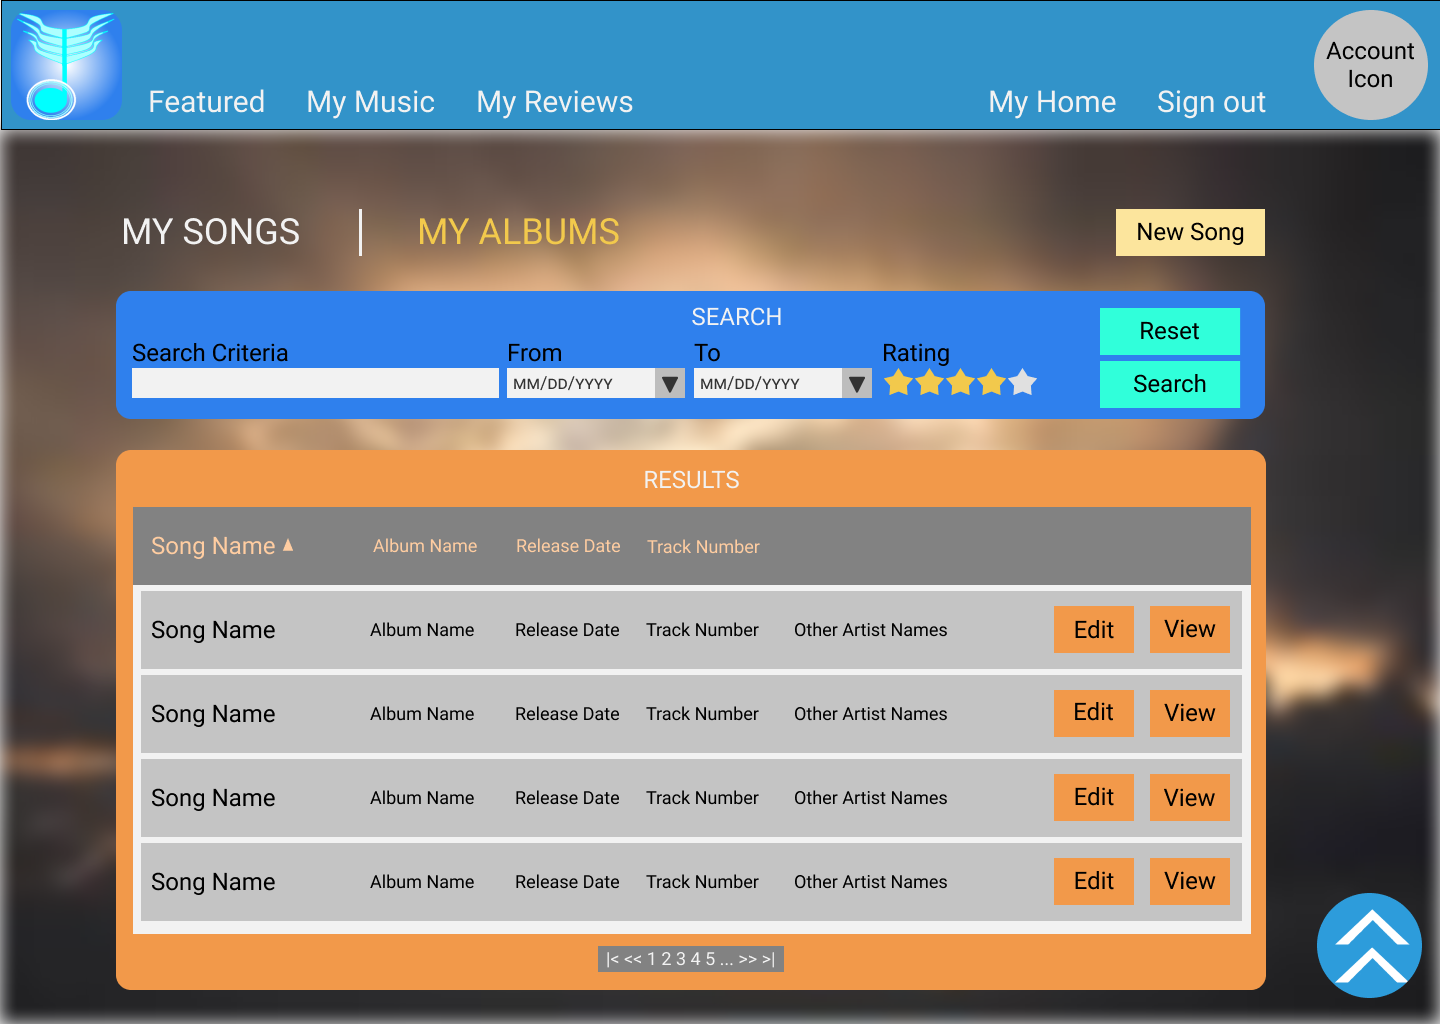 Featured My Music My Reviews My Home Sign out Account Icon
MY SONGS | MY ALBUMS New Song
SEARCH
Reset
Search Criteria From To Rating
MM/DD/YYYY MM/DD/YYYY
Search
RESULTS
Song Name Album Name Release Date Track Number
Song Name Album Name Release Date Track Number Other Artist Names Edit View
Song Name Album Name Release Date Track Number Other Artist Names Edit View
Song Name Album Name Release Date Track Number Other Artist Names Edit View
Song Name Album Name Release Date Track Number Other Artist Names Edit View
|< << 1 2 3 4 5 ... >> >|